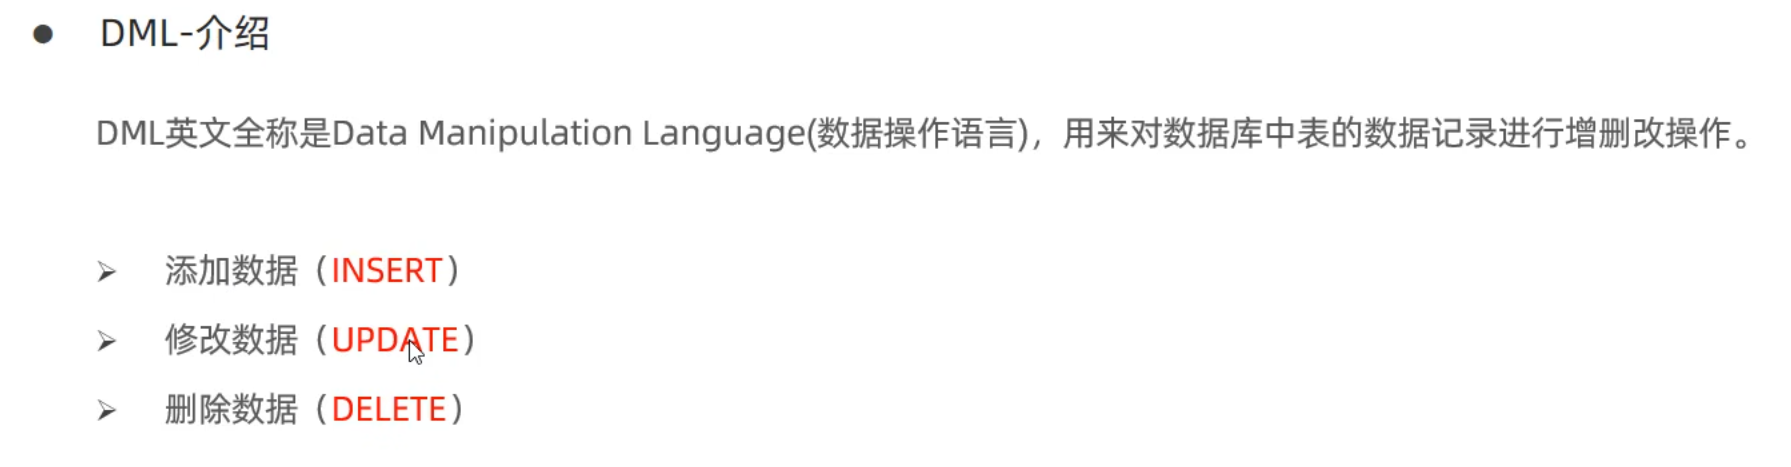 DML-介绍
DML英文全称是Data Manipulation Language(数据操作语言)，用来对数据库中表的数据记录进行增删改操作。
添加数据（INSERT）
修改数据（UPDATE）
删除数据（DELETE）